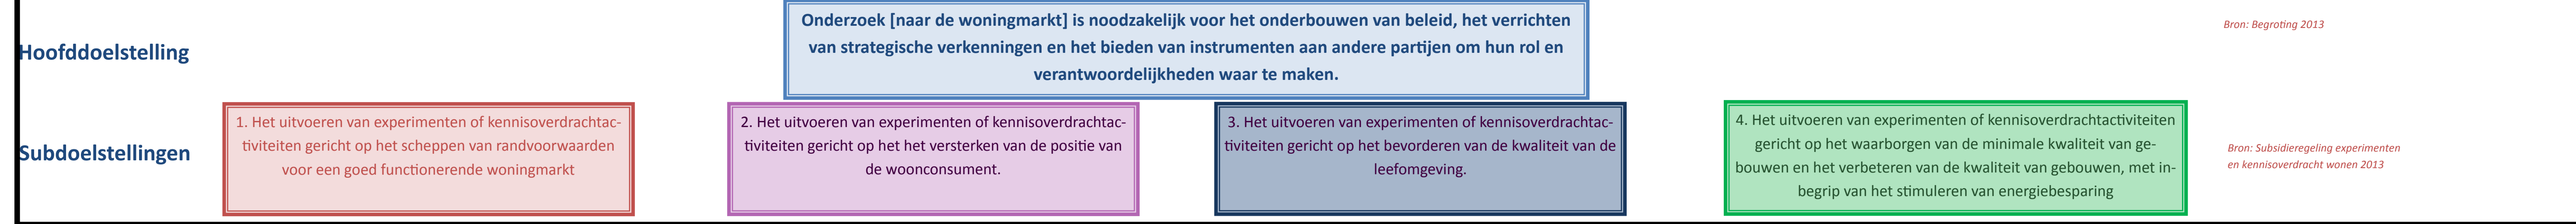 Hoofddoelstelling
Onderzoek [naar de woningmarkt] is noodzakelijk voor het onderbouwen van beleid, het verrichten
van strategische verkenningen en het bieden van instrumenten aan andere partijen om hun rol en
verantwoordelijkheden waar te maken.
Bron: Begroting 2013
Subdoelstellingen
1. Het uitvoeren van experimenten of kennisoverdrachtac-
tiviteiten gericht op het scheppen van randvoorwaarden
voor een goed functionerende woningmarkt
2. Het uitvoeren van experimenten of kennisoverdrachtac-
tiviteiten gericht op het het versterken van de positie van
de woonconsument.
3. Het uitvoeren van experimenten of kennisoverdrachtac-
tiviteiten gericht op het bevorderen van de kwaliteit van de
leefomgeving.
4. Het uitvoeren van experimenten of kennisoverdrachtactiviteiten
gericht op het waarborgen van de minimale kwaliteit van ge-
bouwen en het verbeteren van de kwaliteit van gebouwen, met in-
begrip van het stimuleren van energiebesparing
Bron: Subsidieregeling experimenten
en kennisoverdracht wonen 2013